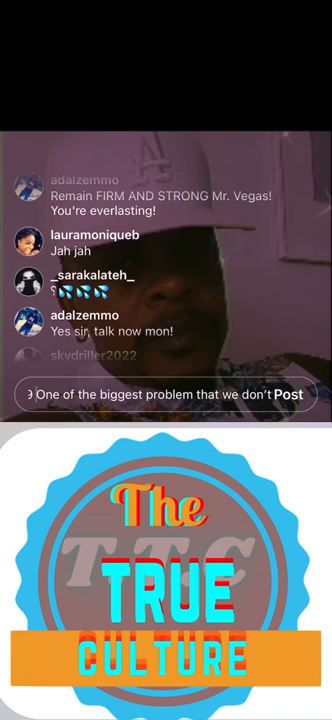 adalzemmo
Remain FIRM AND STRONG Mr. Vegas!
You're everlasting!
lauramoniqueb
Jah jah
_sarakalateh_
💦💦💦
adalzemmo
Yes sir, talk now mon!
skydriller2022
9 One of the biggest problem that we don't Post
The
T.T.C
TRUE
CULTURE